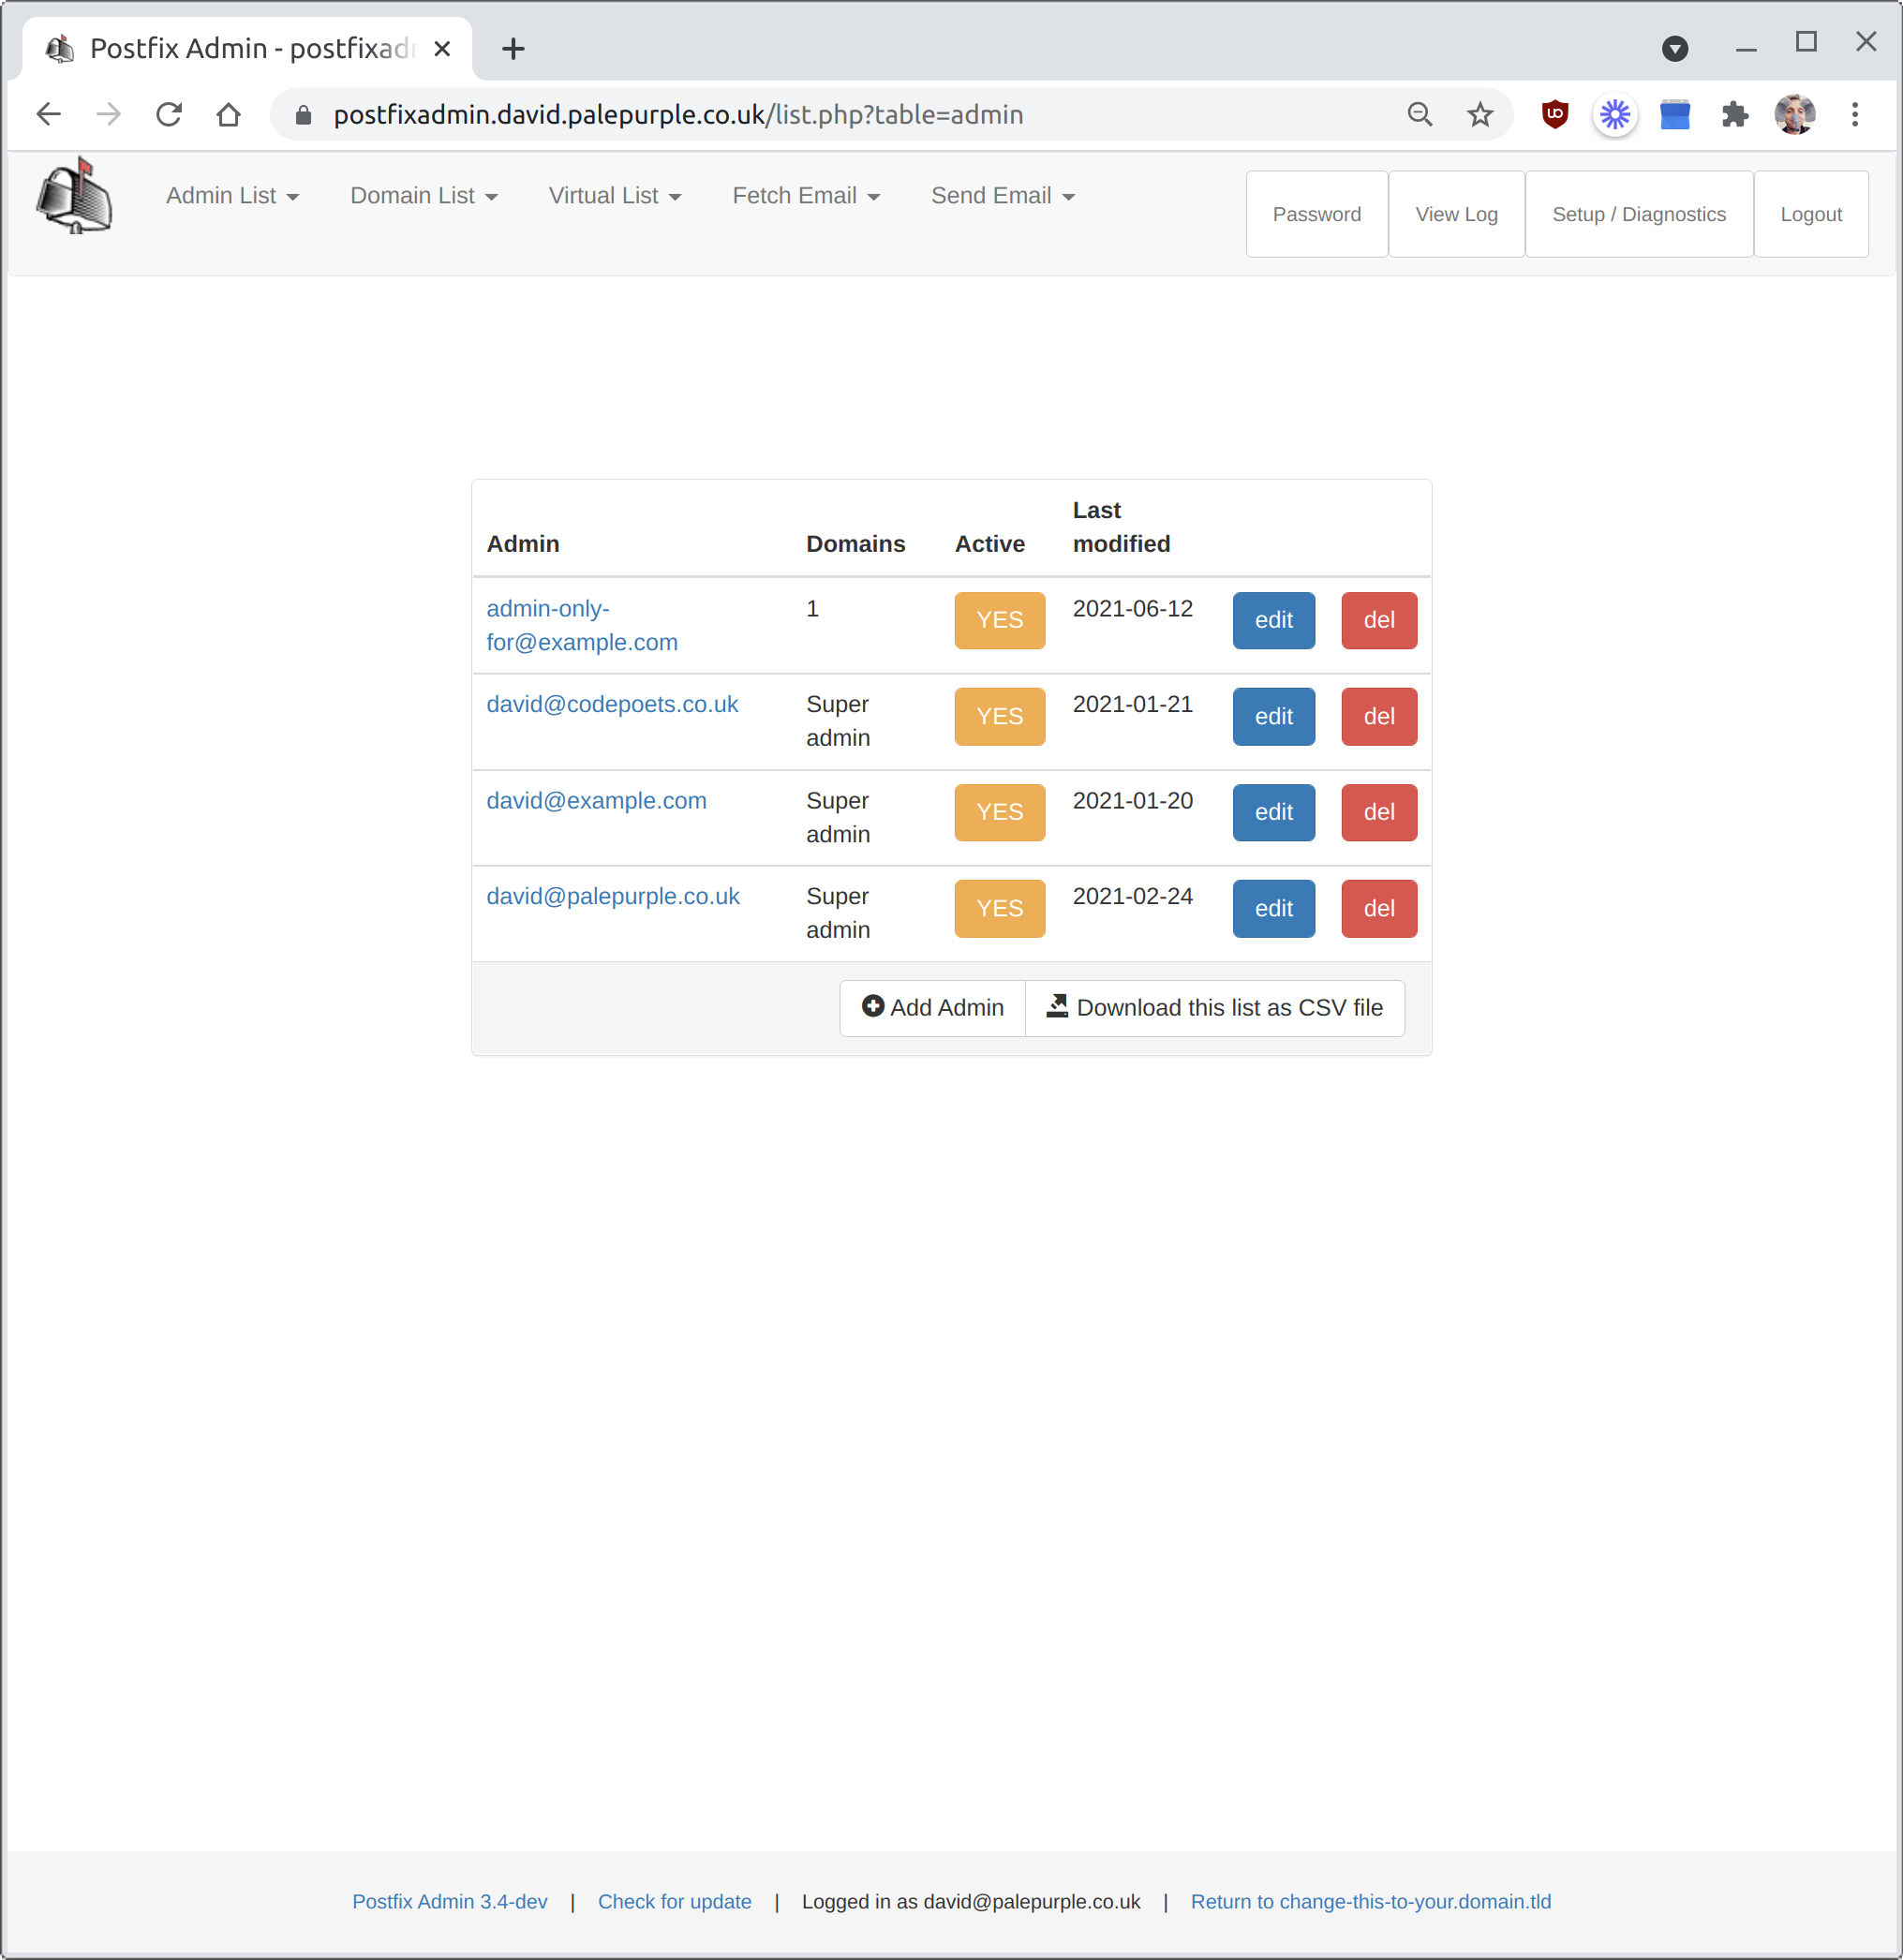 Postfix Admin - postfixadr
postfixadmin.david.palepurple.co.uk/list.php?table=admin
Admin List Domain List Virtual List Fetch Email Send Email Password View Log Setup / Diagnostics Logout
Last
Admin Domains Active modified
admin-only- 1 YES 2021-06-12 edit del
for@example.com
david@codepoets.co.uk Super YES 2021-01-21 edit del
admin
david@example.com Super YES 2021-01-20 edit del
admin
david@palepurple.co.uk Super YES 2021-02-24 edit del
admin
Add Admin Download this list as CSV file
Postfix Admin 3.4-dev | Check for update | Logged in as david@palepurple.co.uk | Return to change-this-to-your.domain.tld